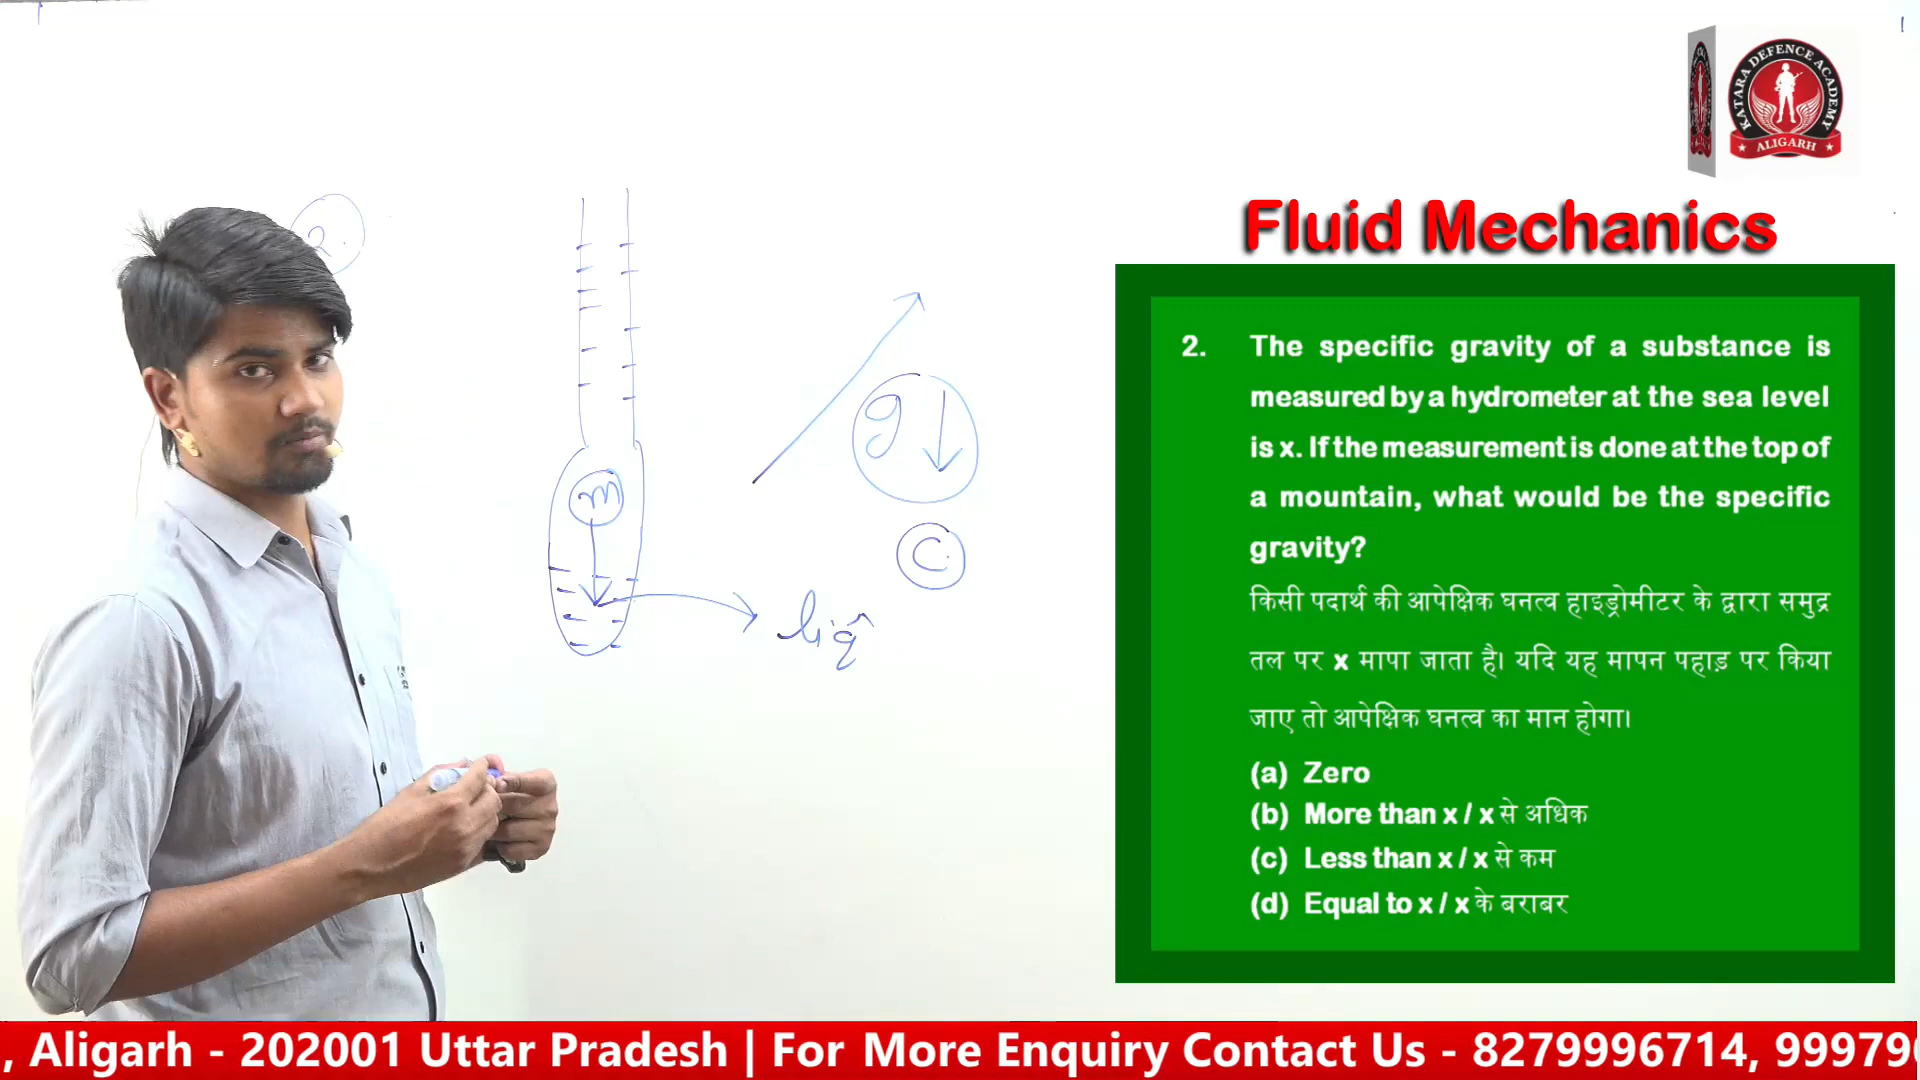 KATARA DEFENCE ACADEMY
ALIGARH
Fluid Mechanics
2.
m
g
C
liq
2. The specific gravity of a substance is
measured by a hydrometer at the sea level
is x. If the measurement is done at the top of
a mountain, what would be the specific
gravity?
किसी पदार्थ की आपेक्षिक घनत्व हाइड्रोमीटर के द्वारा समुद्र
तल पर x मापा जाता है। यदि यह मापन पहाड़ पर किया
जाए तो आपेक्षिक घनत्व का मान होगा।
(a) Zero
(b) More than x / x से अधिक
(c) Less than x / x से कम
(d) Equal to x / x के बराबर
, Aligarh - 202001 Uttar Pradesh | For More Enquiry Contact Us - 8279996714, 99979